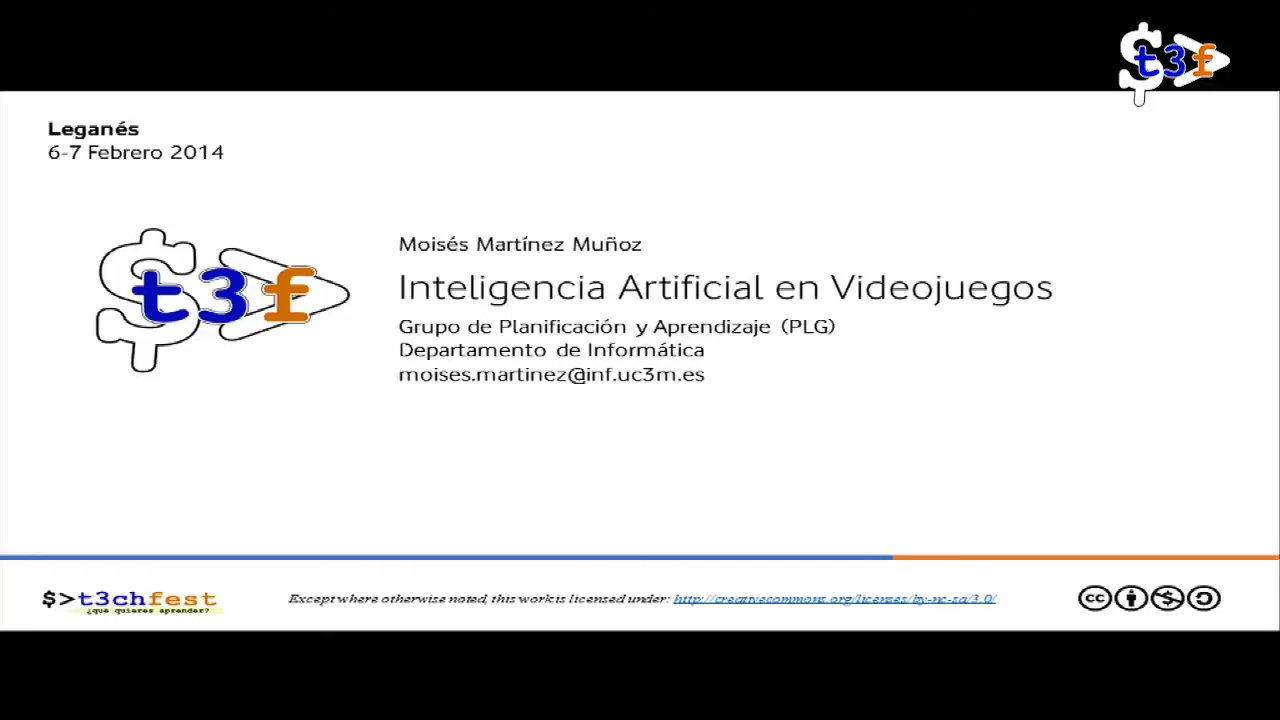 $t3f>
Leganés
6-7 Febrero 2014
$t3f>
Moisés Martínez Muñoz
Inteligencia Artificial en Videojuegos
Grupo de Planificación y Aprendizaje (PLG)
Departamento de Informática
moises.martinez@inf.uc3m.es
$>t3chfest
¿qué quieres aprender?
Except where otherwise noted, this work is licensed under: http://creativecommons.org/licenses/by-nc-sa/3.0/
cc